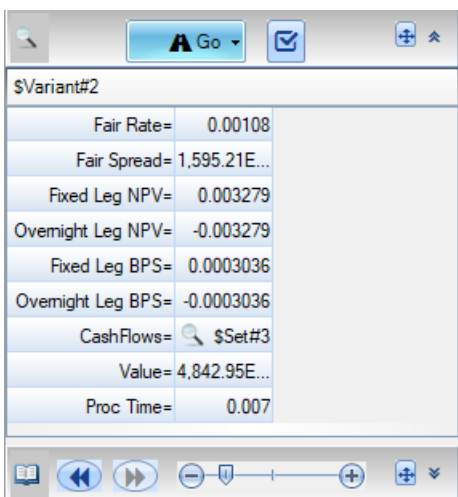 Go
$Variant#2
Fair Rate= 0.00108
Fair Spread= 1,595.21E...
Fixed Leg NPV= 0.003279
Overnight Leg NPV= -0.003279
Fixed Leg BPS= 0.0003036
Overnight Leg BPS= -0.0003036
CashFlows= $Set#3
Value= 4,842.95E...
Proc Time= 0.007